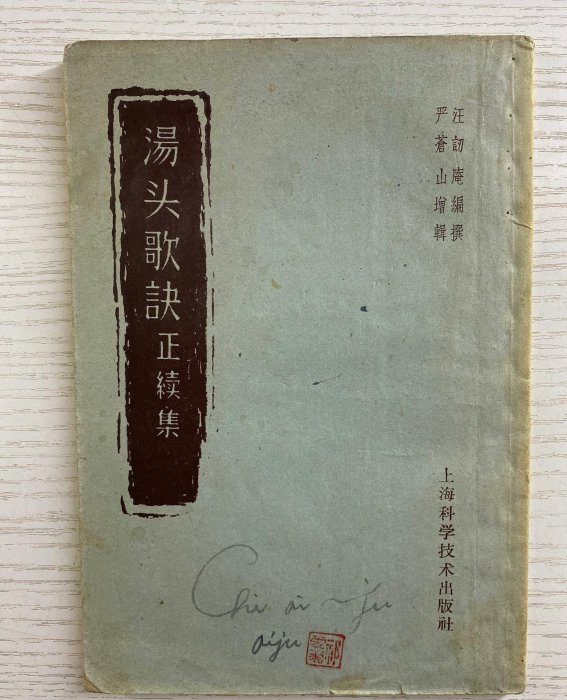 汪訒庵編撰
严蒼山增輯
湯头歌訣正續集
上海科学技术出版社
aiju